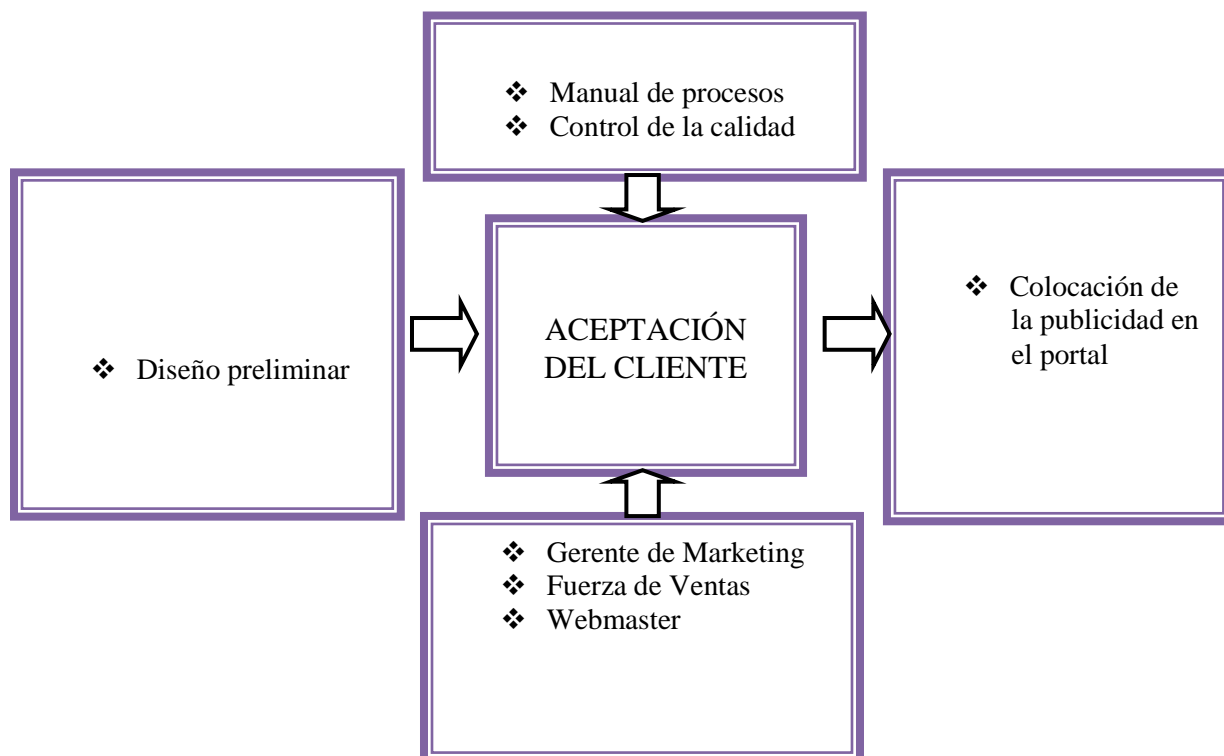 ❖ Manual de procesos
❖ Control de la calidad
❖ Diseño preliminar
ACEPTACIÓN
DEL CLIENTE
❖ Colocación de
la publicidad en
el portal
❖ Gerente de Marketing
❖ Fuerza de Ventas
❖ Webmaster